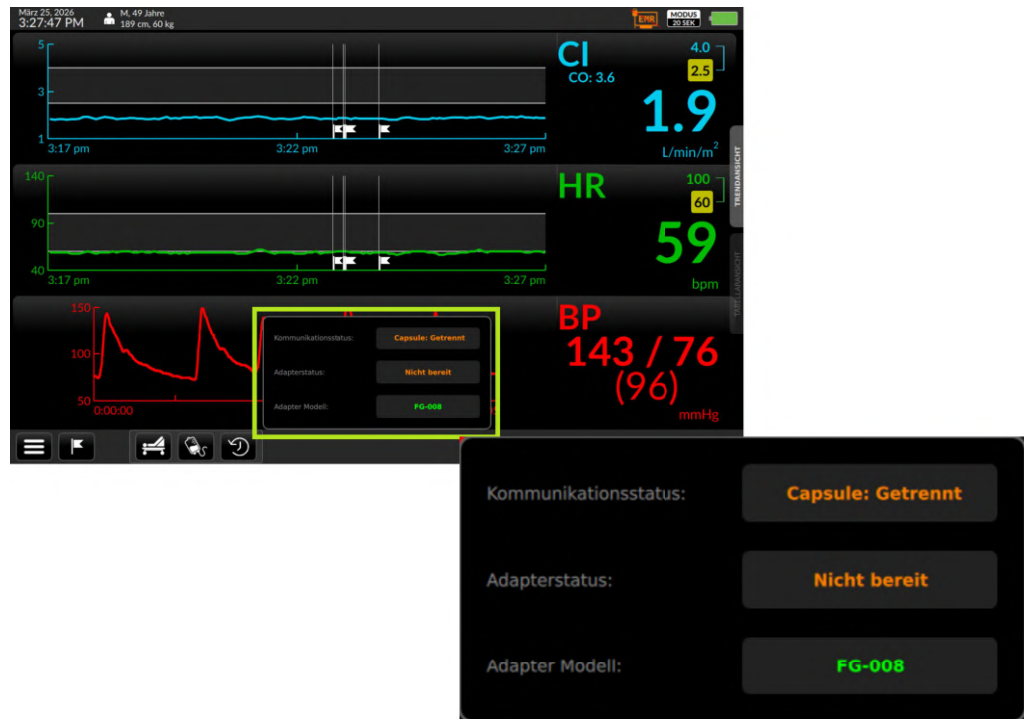 März 25, 2026
3:27:47 PM
M, 49 Jahre
189 cm, 60 kg
EMR
MODUS
20 SEK
5
3
1
3:17 pm
3:22 pm
3:27 pm
CI
CO: 3.6
4.0
2.5
1.9
L/min/m²
TRENDANSICHT
140
90
40
3:17 pm
3:22 pm
3:27 pm
HR
100
60
59
bpm
TABELLARANSICHT
150
100
50
0:00:00
BP
143 / 76
(96)
mmHg
Kommunikationsstatus: Capsule: Getrennt
Adapterstatus: Nicht bereit
Adapter Modell: FG-008
Kommunikationsstatus: Capsule: Getrennt
Adapterstatus: Nicht bereit
Adapter Modell: FG-008